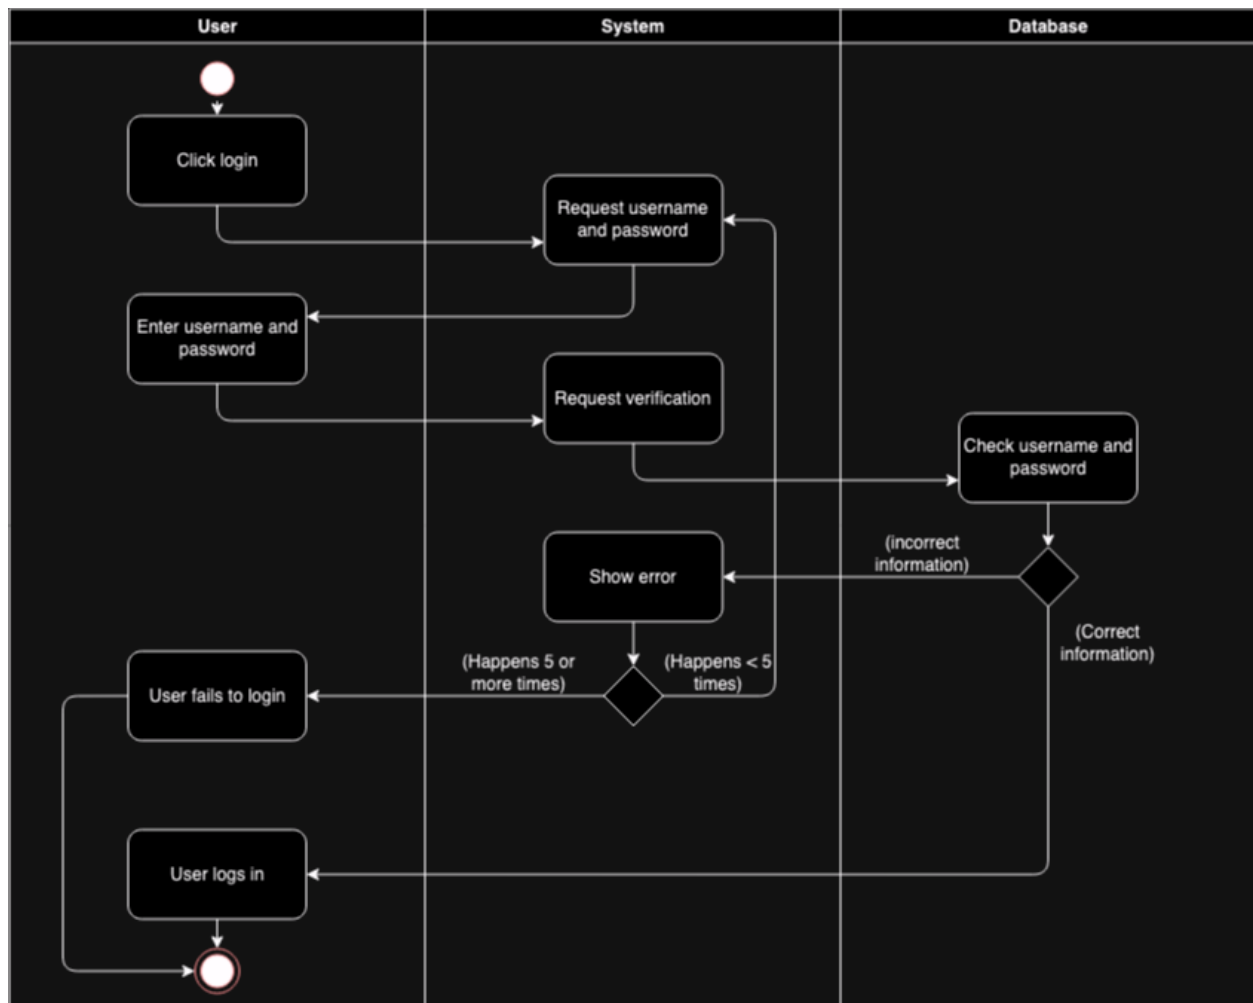 User
System
Database
Click login
Request username
and password
Enter username and
password
Request verification
Check username and
password
(incorrect
information)
Show error
(Correct
information)
(Happens 5 or
more times)
(Happens < 5
times)
User fails to login
User logs in